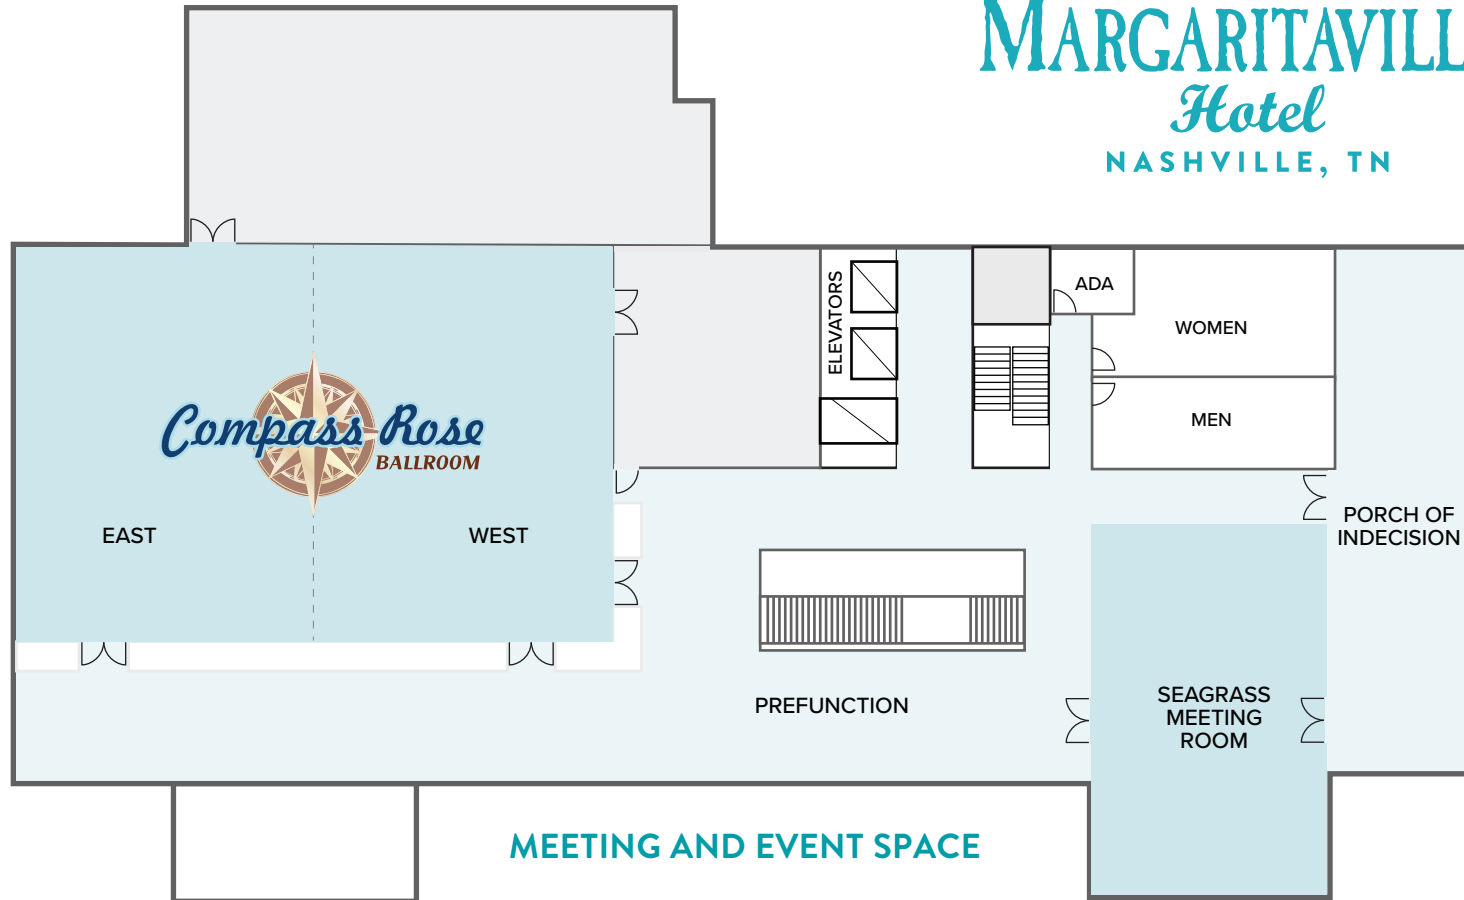 MARGARITAVILL
Hotel
NASHVILLE, TN
ELEVATORS
ADA
WOMEN
MEN
Compass Rose
BALLROOM
EAST
WEST
PORCH OF
INDECISION
PREFUNCTION
SEAGRASS
MEETING
ROOM
MEETING AND EVENT SPACE